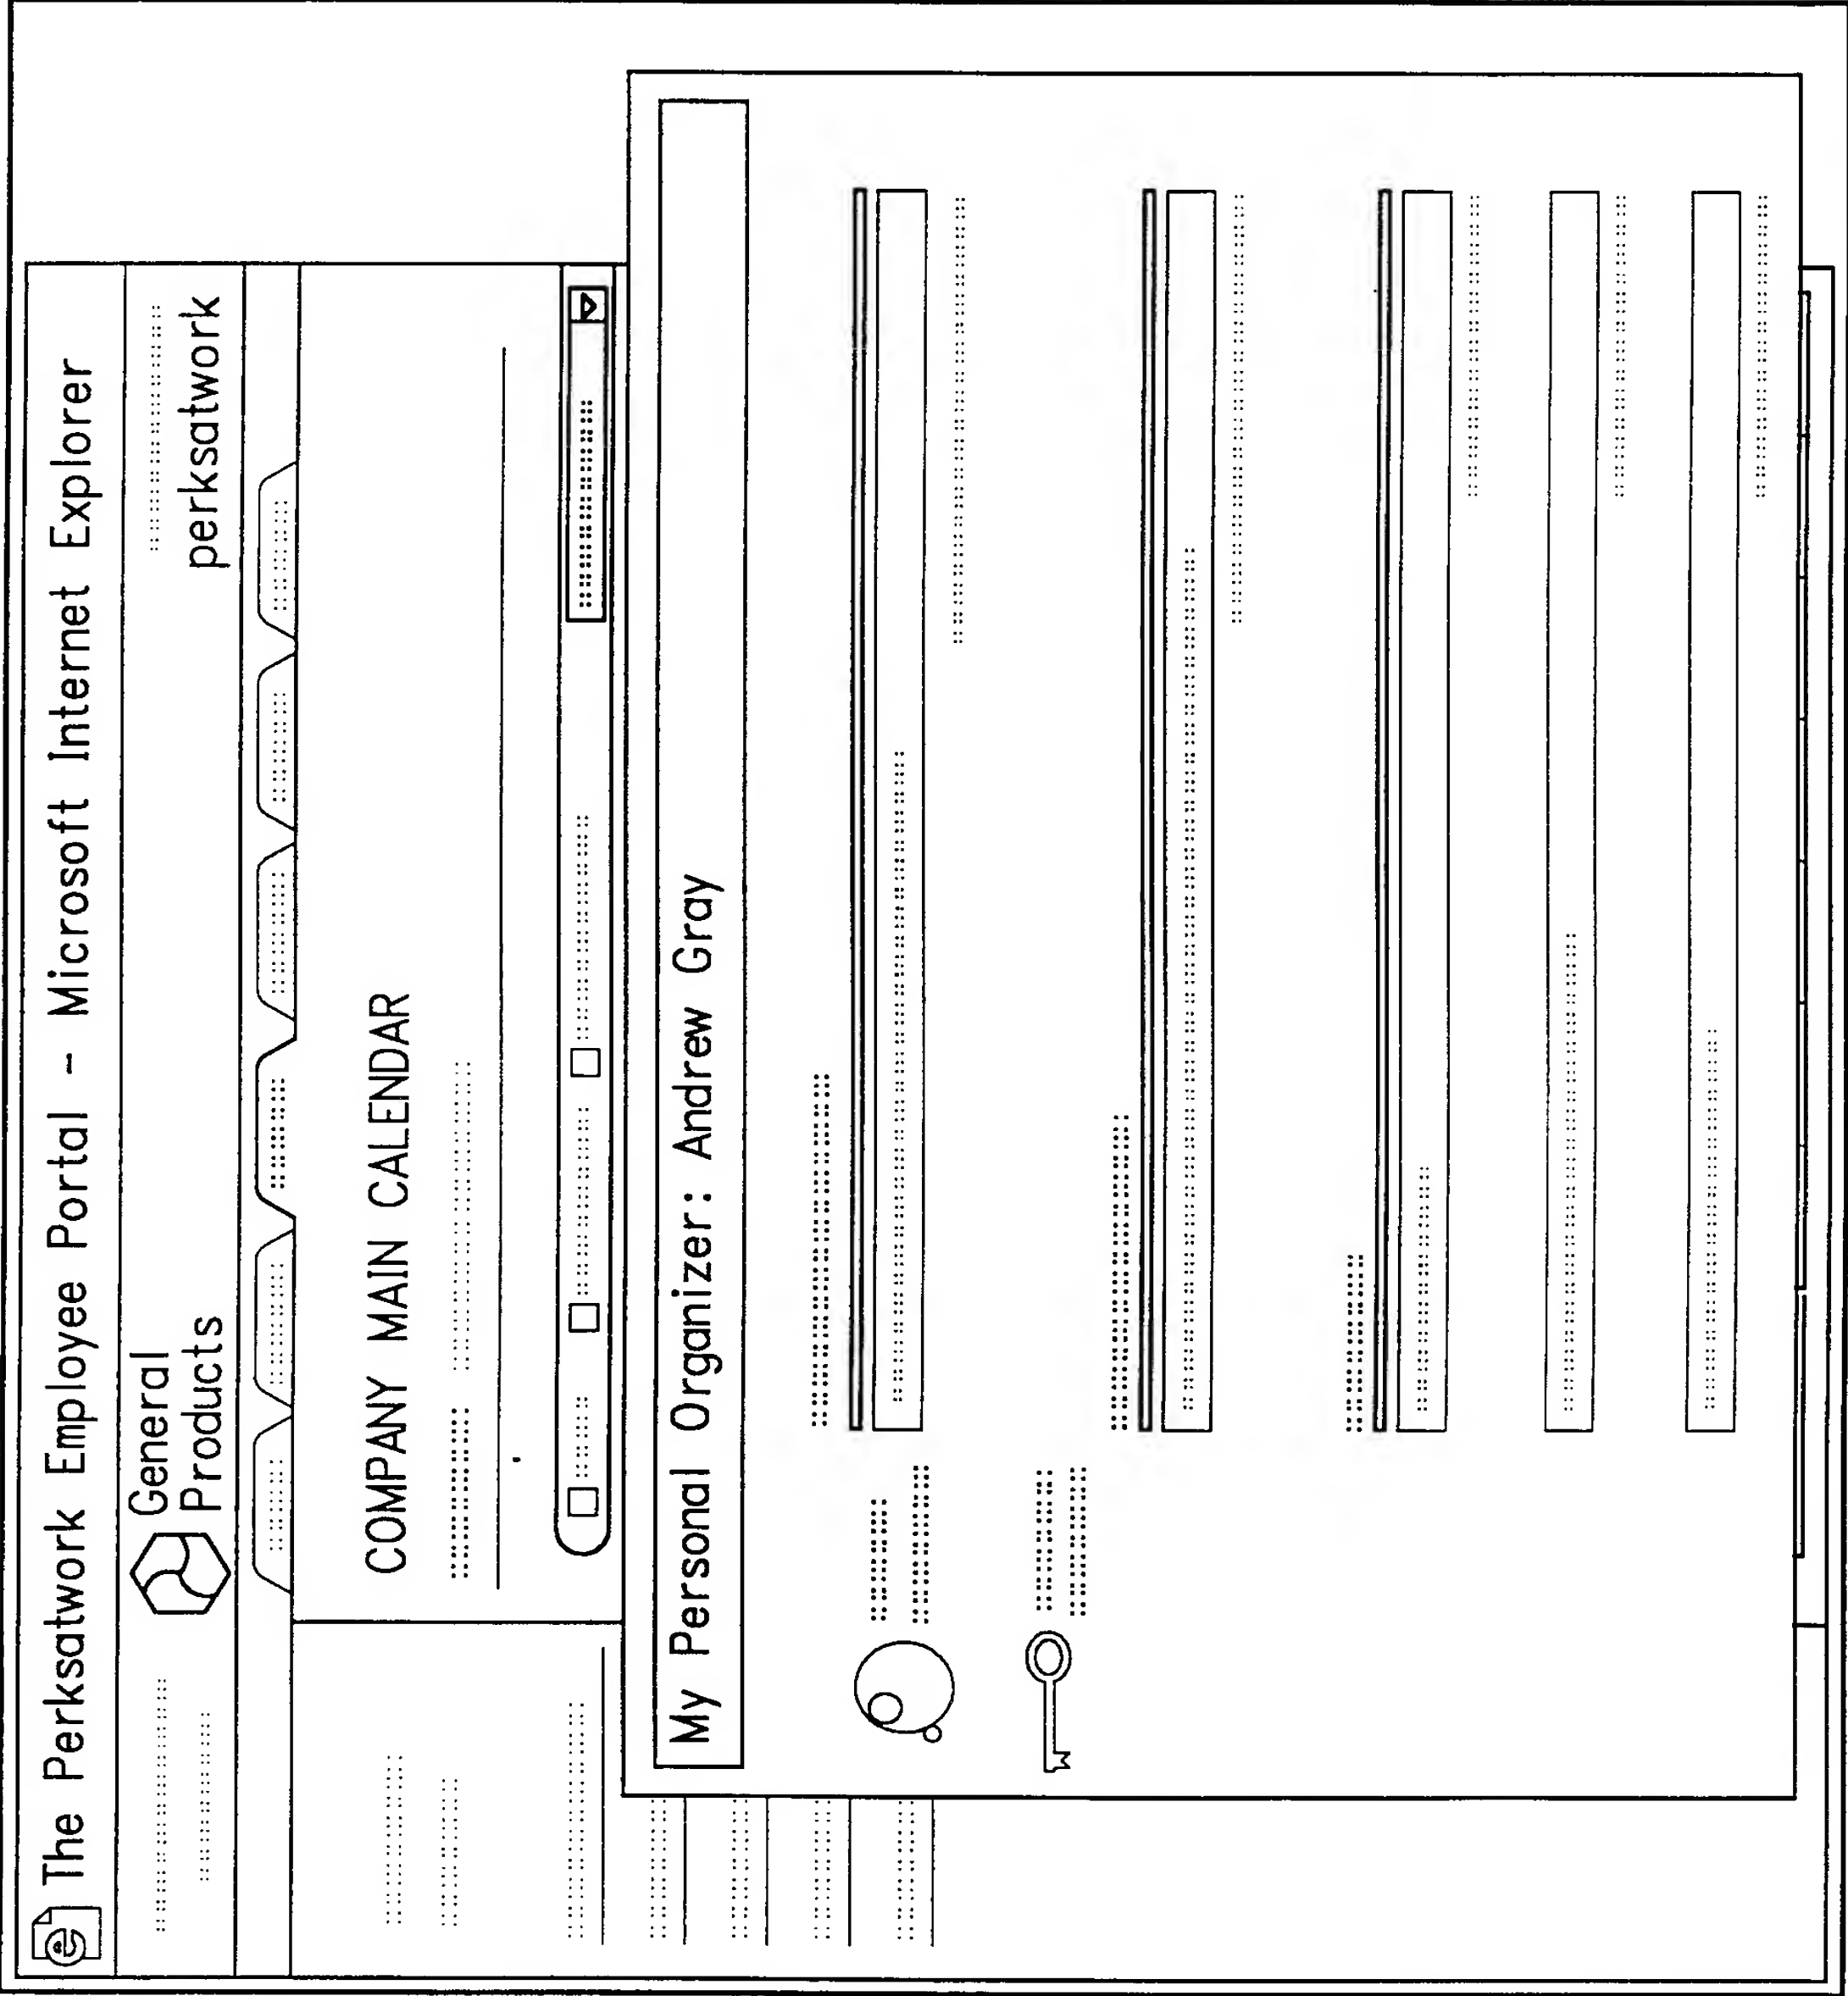 The Perksatwork Employee Portal - Microsoft Internet Explorer
General
Products
perksatwork
COMPANY MAIN CALENDAR
My Personal Organizer: Andrew Gray